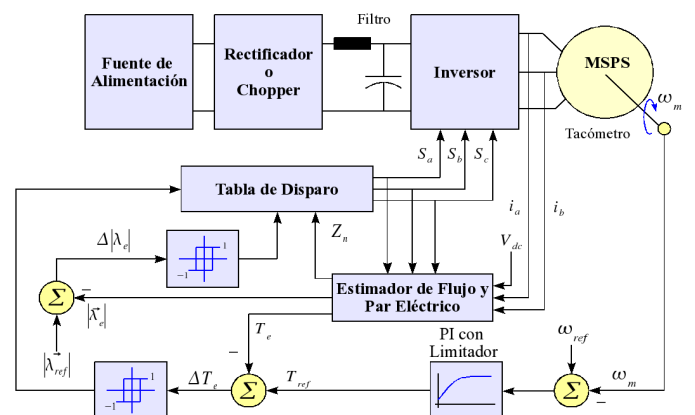 Filtro
Fuente de
Alimentación
Rectificador
o
Chopper
Inversor
MSPS
ω_m
Tacómetro
S_a
S_b
S_c
Tabla de Disparo
i_a
i_b
Z_n
V_dc
Δ|λ_e|
1
−1
Estimador de Flujo y
Par Eléctrico
Σ
−
|λ⃗_e|
|λ⃗_ref|
T_e
−
PI con
Limitador
ω_ref
1
−1
ΔT_e
Σ
T_ref
Σ
ω_m
−